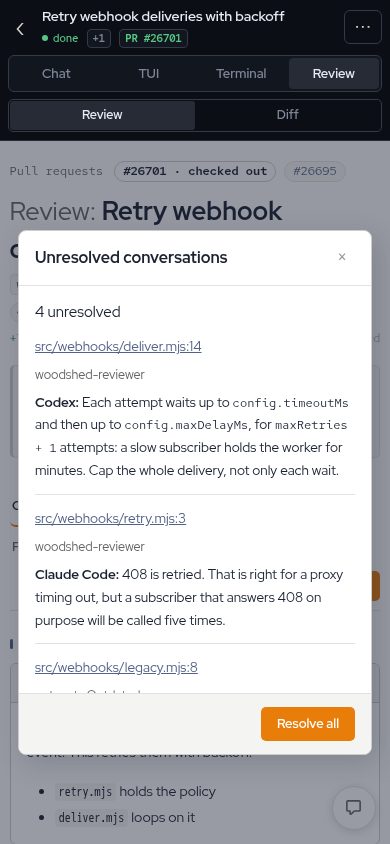 Retry webhook deliveries with backoff
done +1 PR #26701
Chat TUI Terminal Review
Review Diff
Pull requests #26701 · checked out #26695
Review: Retry webhook
Unresolved conversations ×
4 unresolved
src/webhooks/deliver.mjs:14
woodshed-reviewer
Codex: Each attempt waits up to config.timeoutMs
and then up to config.maxDelayMs, for maxRetries
+ 1 attempts: a slow subscriber holds the worker for
minutes. Cap the whole delivery, not only each wait.
src/webhooks/retry.mjs:3
woodshed-reviewer
Claude Code: 408 is retried. That is right for a proxy
timing out, but a subscriber that answers 408 on
purpose will be called five times.
src/webhooks/legacy.mjs:8
Resolve all
retry.mjs holds the policy
deliver.mjs loops on it